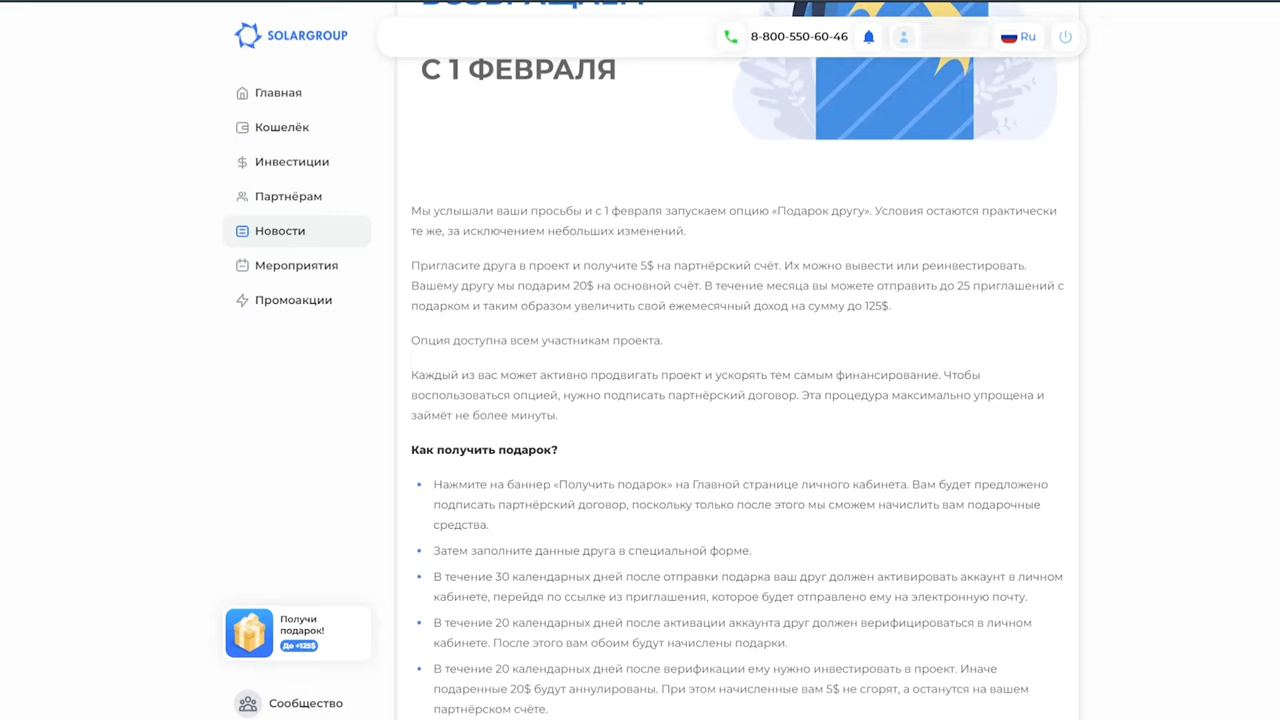 ВОЗВРАЩАЕМ
С 1 ФЕВРАЛЯ
SOLARGROUP
8-800-550-60-46
Ru
Главная
Кошелёк
Инвестиции
Партнёрам
Новости
Мероприятия
Промоакции
Мы услышали ваши просьбы и с 1 февраля запускаем опцию «Подарок другу». Условия остаются практически
те же, за исключением небольших изменений.
Пригласите друга в проект и получите 5$ на партнёрский счёт. Их можно вывести или реинвестировать.
Вашему другу мы подарим 20$ на основной счёт. В течение месяца вы можете отправить до 25 приглашений с
подарком и таким образом увеличить свой ежемесячный доход на сумму до 125$.
Опция доступна всем участникам проекта.
Каждый из вас может активно продвигать проект и ускорять тем самым финансирование. Чтобы
воспользоваться опцией, нужно подписать партнёрский договор. Эта процедура максимально упрощена и
займёт не более минуты.
Как получить подарок?
Нажмите на баннер «Получить подарок» на Главной странице личного кабинета. Вам будет предложено
подписать партнёрский договор, поскольку только после этого мы сможем начислить вам подарочные
средства.
Затем заполните данные друга в специальной форме.
В течение 30 календарных дней после отправки подарка ваш друг должен активировать аккаунт в личном
кабинете, перейдя по ссылке из приглашения, которое будет отправлено ему на электронную почту.
В течение 20 календарных дней после активации аккаунта друг должен верифицироваться в личном
кабинете. После этого вам обоим будут начислены подарки.
В течение 20 календарных дней после верификации ему нужно инвестировать в проект. Иначе
подаренные 20$ будут аннулированы. При этом начисленные вам 5$ не сгорят, а останутся на вашем
партнёрском счёте.
Получи
подарок!
До +125$
Сообщество